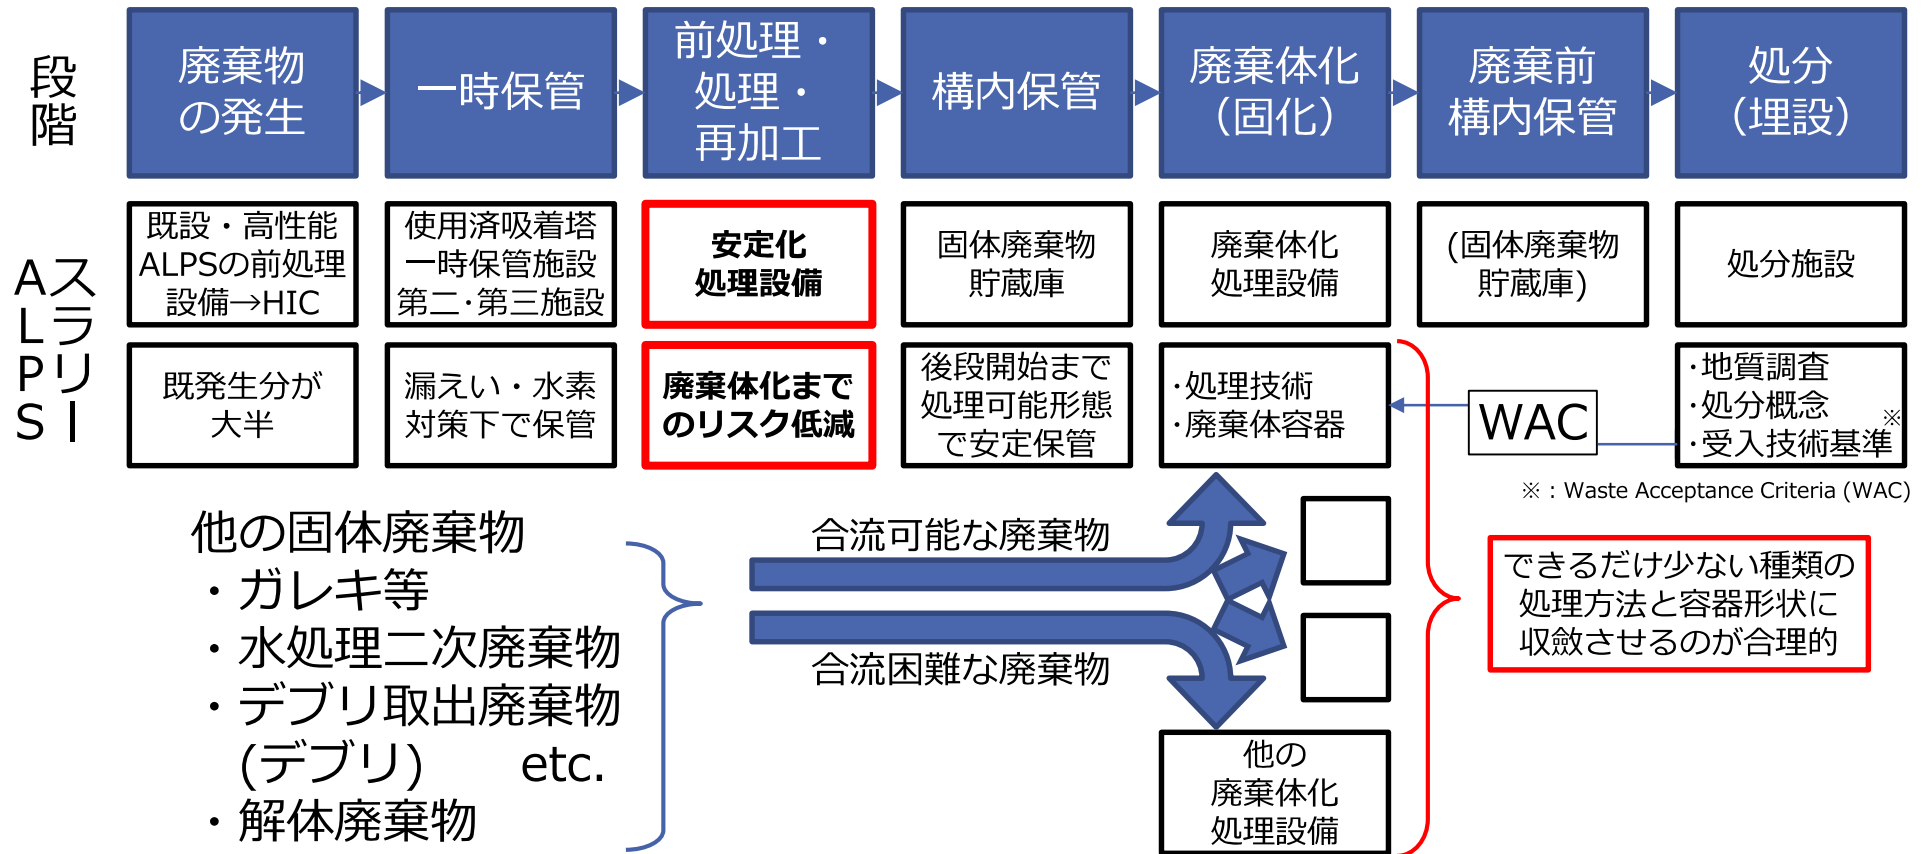 段階
廃棄物
の発生
一時保管
前処理・
処理・
再加工
構内保管
廃棄体化
（固化）
廃棄前
構内保管
処分
（埋設）
ALPS
スラリー
既設・高性能
ALPSの前処理
設備→HIC
使用済吸着塔
一時保管施設
第二･第三施設
安定化
処理設備
固体廃棄物
貯蔵庫
廃棄体化
処理設備
(固体廃棄物
貯蔵庫)
処分施設
既発生分が
大半
漏えい・水素
対策下で保管
廃棄体化まで
のリスク低減
後段開始まで
処理可能形態
で安定保管
･処理技術
･廃棄体容器
WAC
･地質調査
･処分概念
･受入技術基準※
※：Waste Acceptance Criteria (WAC)
他の固体廃棄物
・ガレキ等
・水処理二次廃棄物
・デブリ取出廃棄物
(デブリ) etc.
・解体廃棄物
合流可能な廃棄物
合流困難な廃棄物
他の
廃棄体化
処理設備
できるだけ少ない種類の
処理方法と容器形状に
収斂させるのが合理的